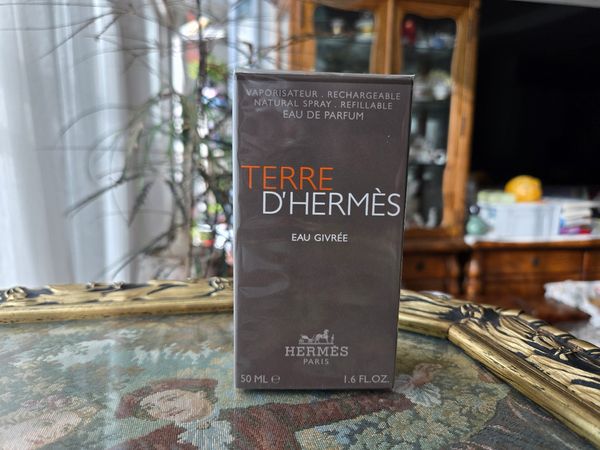 VAPORISATEUR . RECHARGEABLE
NATURAL SPRAY . REFILLABLE
EAU DE PARFUM
TERRE
D'HERMÈS
EAU GIVRÉE
HERMÈS
PARIS
50 ML ℮ 1.6 FL.OZ.